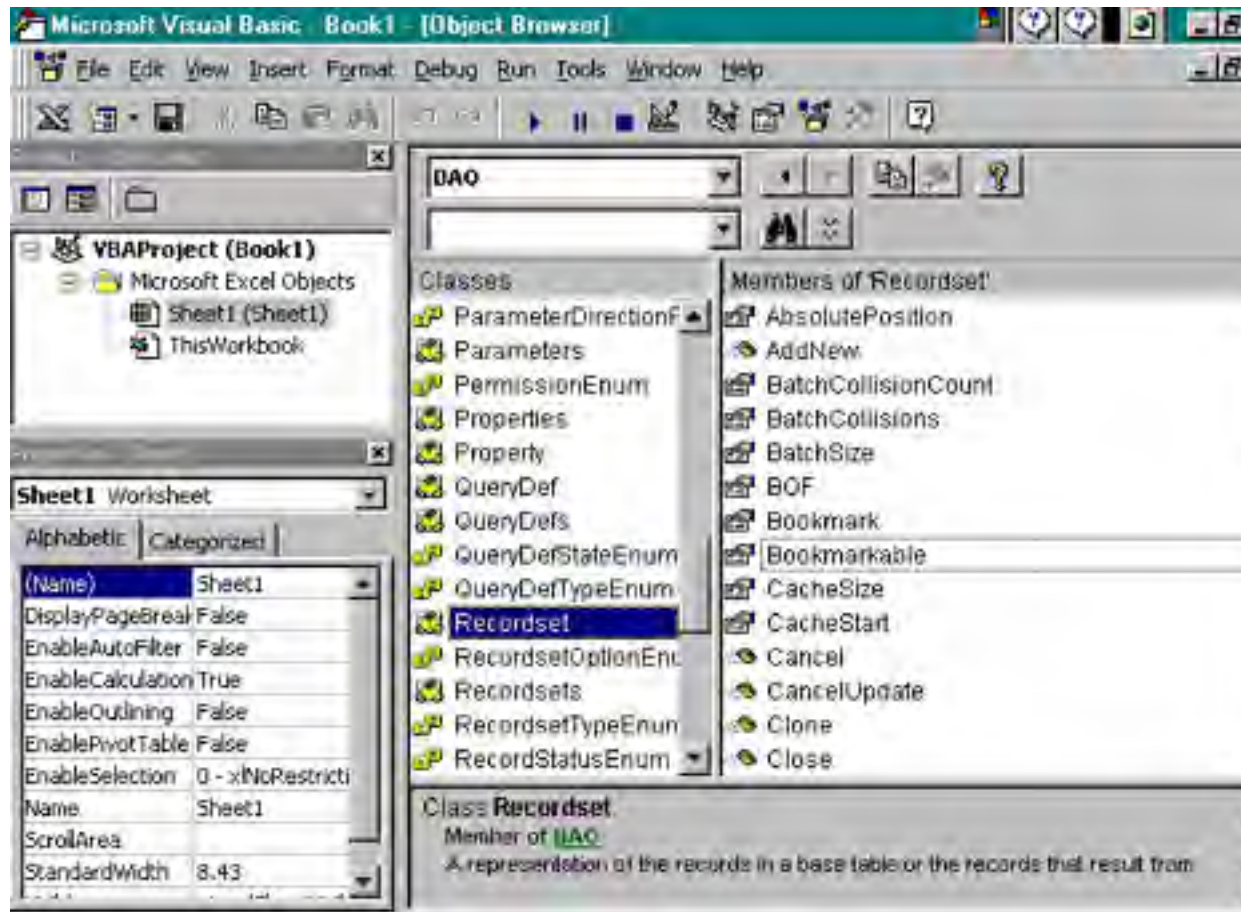 Microsoft Visual Basic - Book1 - [Object Browser]
File Edit View Insert Format Debug Run Tools Window Help
DAO
VBAProject (Book1)
Microsoft Excel Objects
Sheet1 (Sheet1)
ThisWorkbook
Sheet1 Worksheet
Alphabetic Categorized
(Name) Sheet1
DisplayPageBreak False
EnableAutoFilter False
EnableCalculation True
EnableOutlining False
EnablePivotTable False
EnableSelection 0 - xlNoRestricti
Name Sheet1
ScrollArea
StandardWidth 8.43
Classes
ParameterDirectionE
Parameters
PermissionEnum
Properties
Property
QueryDef
QueryDefs
QueryDefStateEnum
QueryDefTypeEnum
Recordset
RecordsetOptionEnu
Recordsets
RecordsetTypeEnun
RecordStatusEnum
Members of 'Recordset'
AbsolutePosition
AddNew
BatchCollisionCount
BatchCollisions
BatchSize
BOF
Bookmark
Bookmarkable
CacheSize
CacheStart
Cancel
CancelUpdate
Clone
Close
Class Recordset
Member of DAO
A representation of the records in a base table or the records that result from